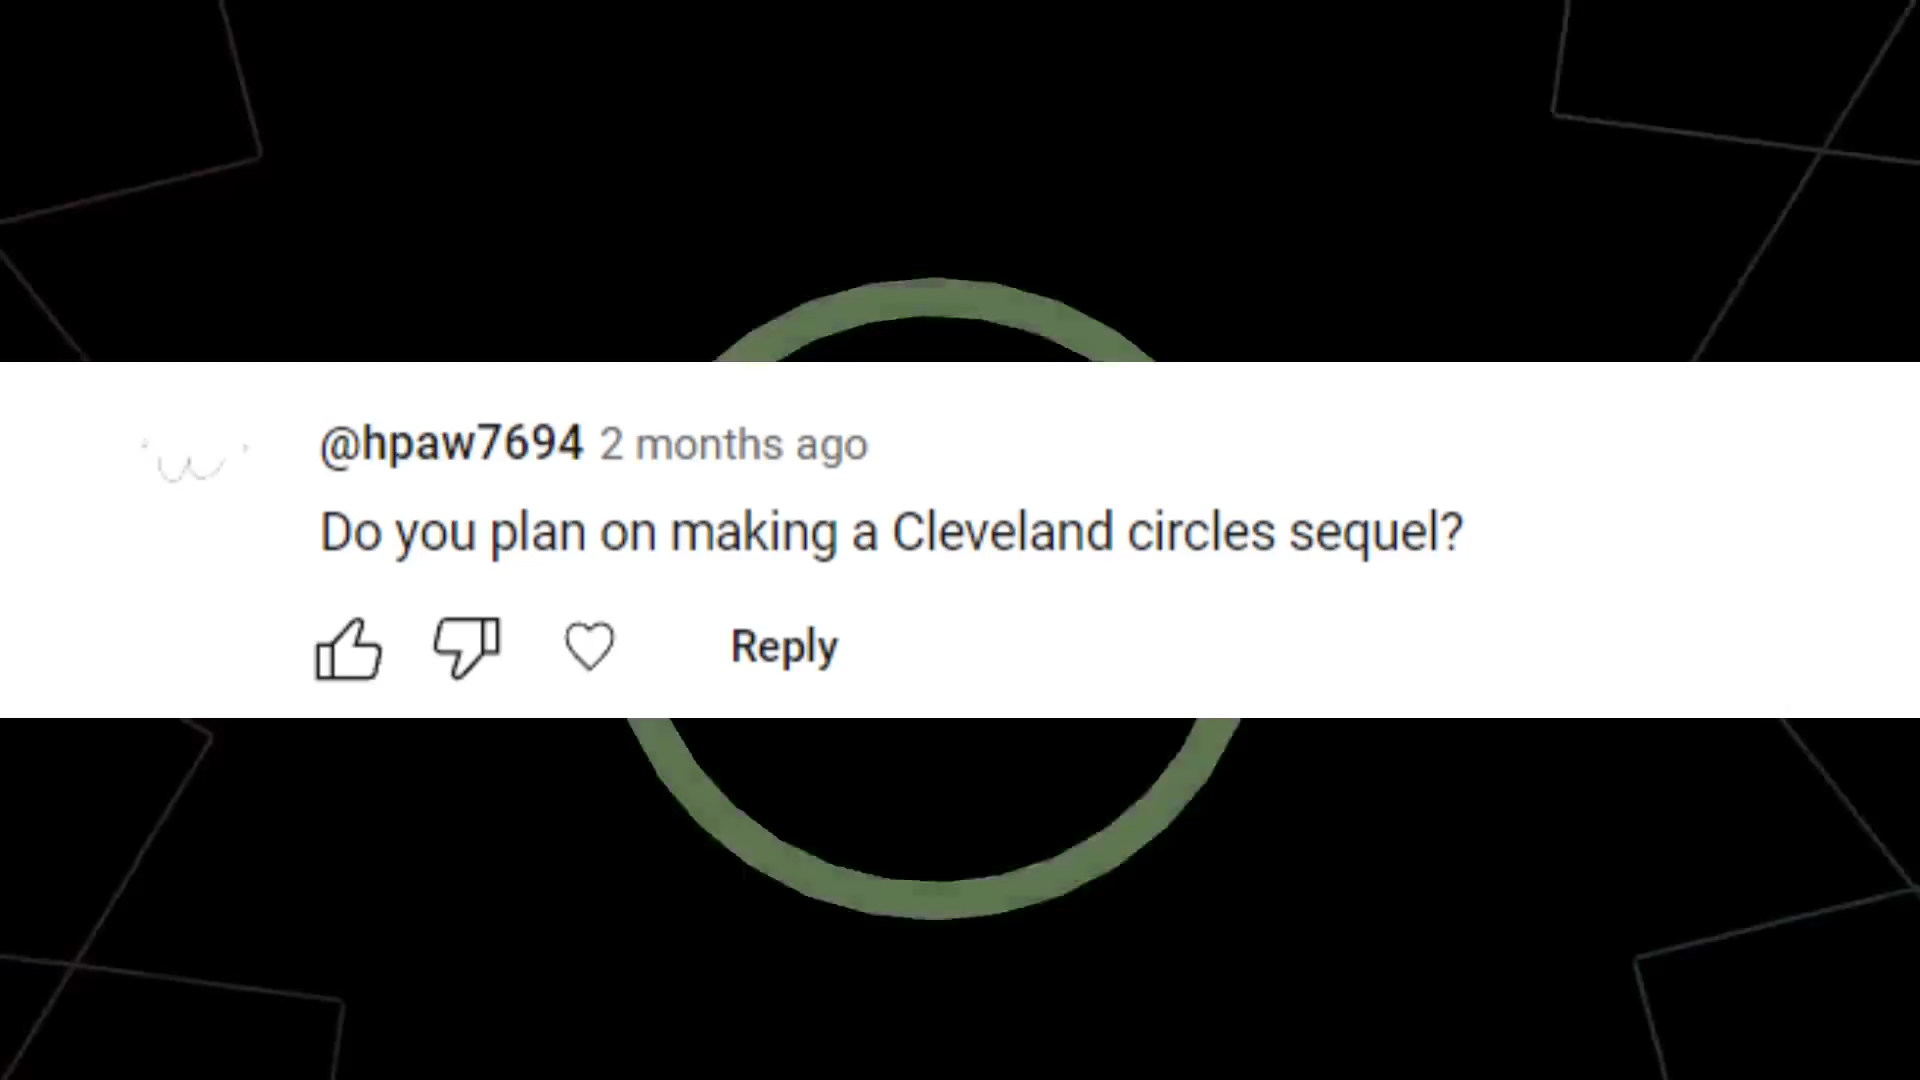 @hpaw7694 2 months ago
Do you plan on making a Cleveland circles sequel?
Reply